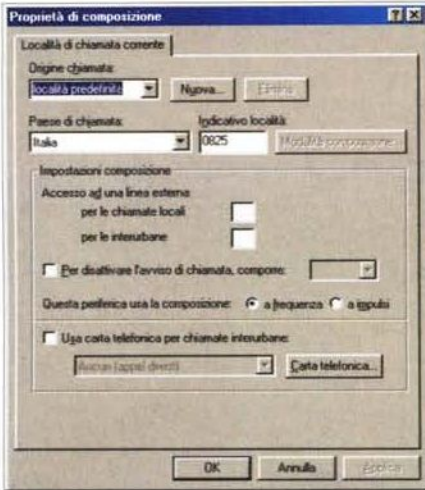 Proprietà di composizione
Località di chiamata corrente
Origine chiamata:
località predefinita
Nuova...
Elimina
Paese di chiamata:
Indicativo località:
Italia
0825
Modalità composizione...
Impostazioni composizione
Accesso ad una linea esterna
per le chiamate locali
per le interurbane
Per disattivare l'avviso di chiamata, comporre:
Questa periferica usa la composizione:
a frequenza
a impulsi
Usa carta telefonica per chiamate interurbane:
Aucun (appel direct)
Carta telefonica...
OK
Annulla
Applica